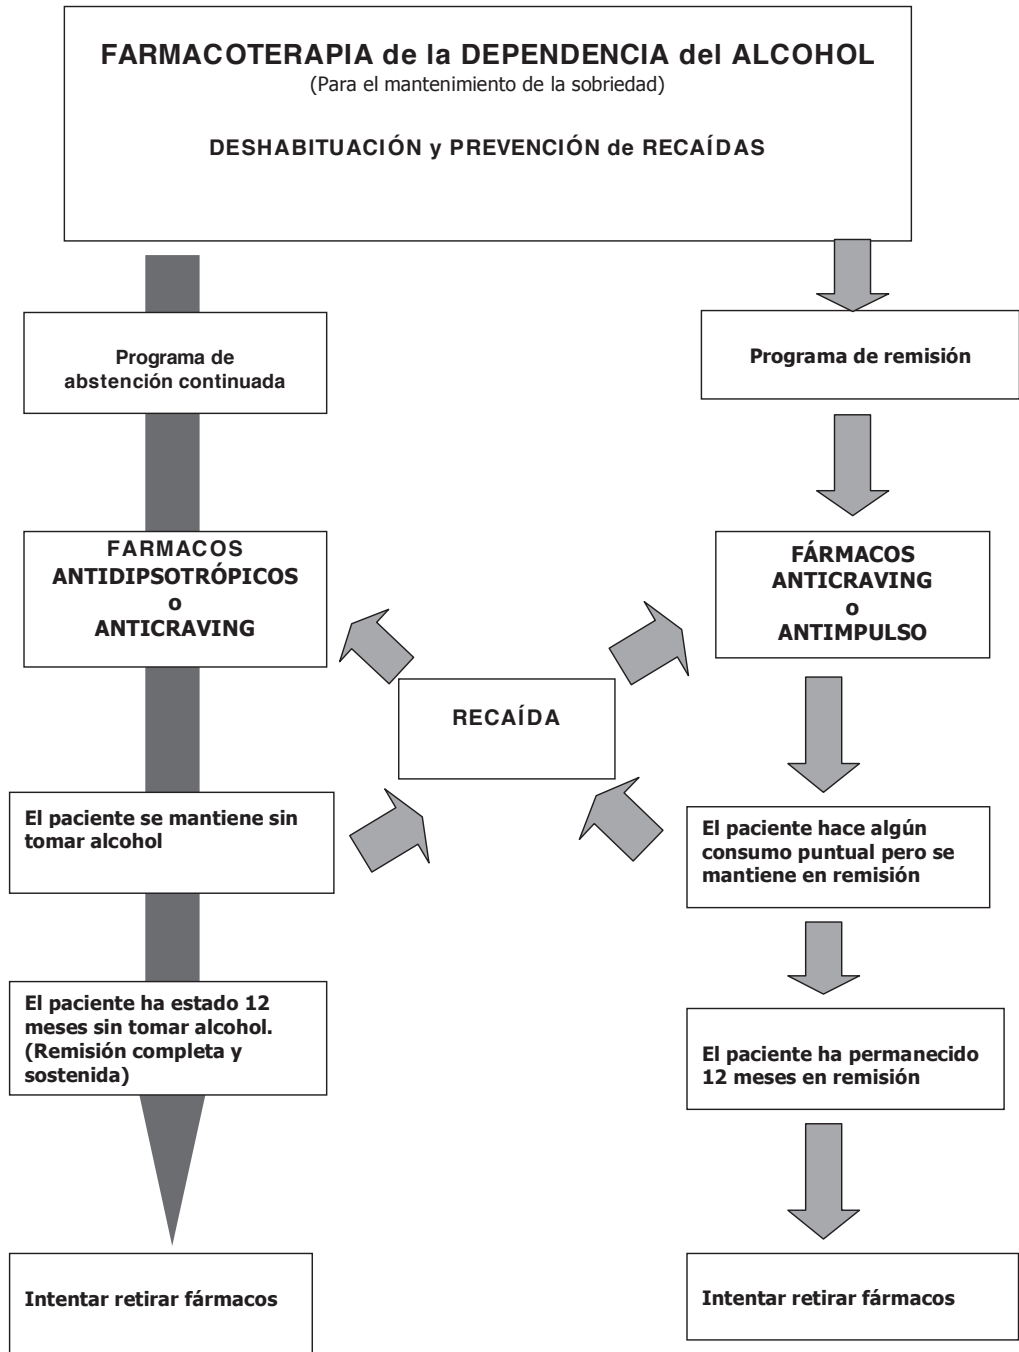 FARMACOTERAPIA de la DEPENDENCIA del ALCOHOL
(Para el mantenimiento de la sobriedad)
DESHABITUACIÓN y PREVENCIÓN de RECAÍDAS
Programa de
abstención continuada
Programa de remisión
FARMACOS
ANTIDIPSOTRÓPICOS
o
ANTICRAVING
FÁRMACOS
ANTICRAVING
o
ANTIMPULSO
RECAÍDA
El paciente se mantiene sin
tomar alcohol
El paciente hace algún
consumo puntual pero se
mantiene en remisión
El paciente ha estado 12
meses sin tomar alcohol.
(Remisión completa y
sostenida)
El paciente ha permanecido
12 meses en remisión
Intentar retirar fármacos
Intentar retirar fármacos